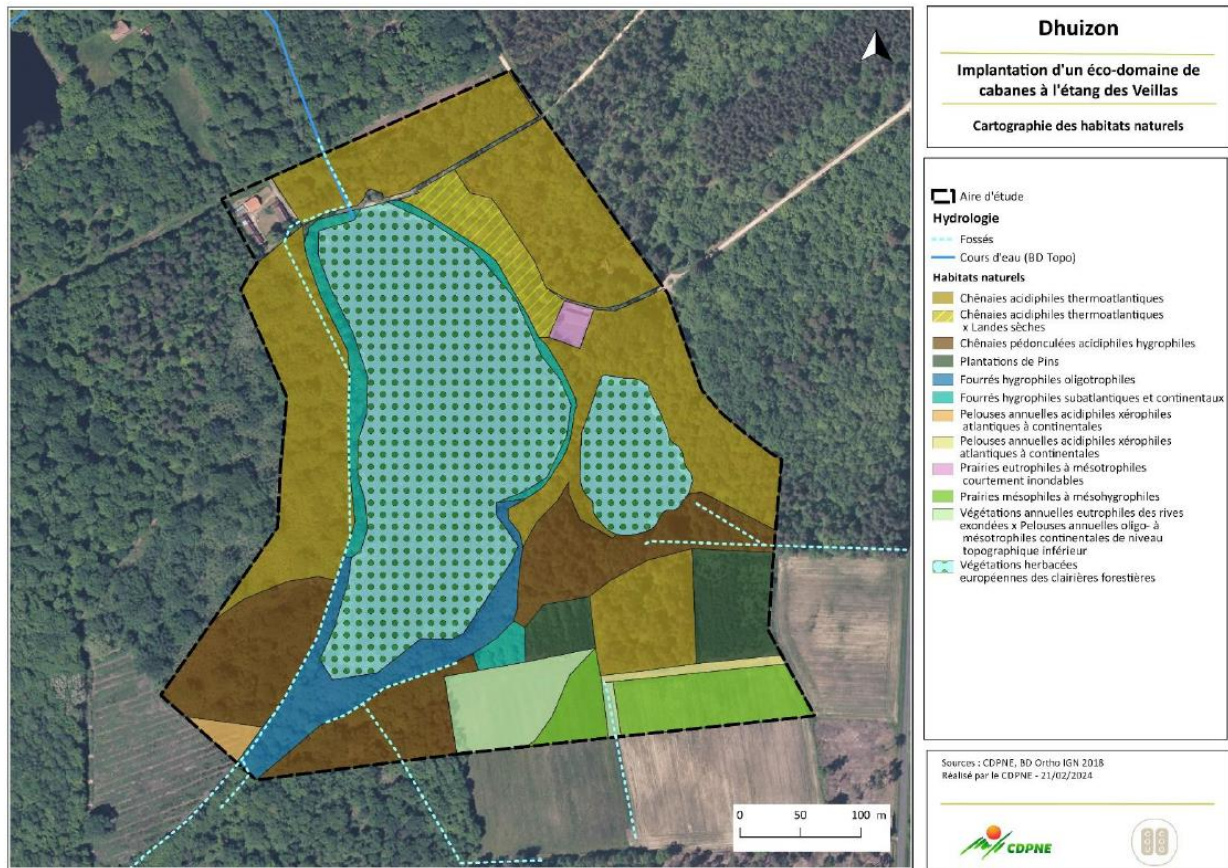 Dhuizon
Implantation d'un éco-domaine de
cabanes à l'étang des Veillas
Cartographie des habitats naturels
Aire d'étude
Hydrologie
Fossés
Cours d'eau (BD Topo)
Habitats naturels
Chênaies acidiphiles thermoatlantiques
Chênaies acidiphiles thermoatlantiques
x Landes sèches
Chênaies pédonculées acidiphiles hygrophiles
Plantations de Pins
Fourrés hygrophiles oligotrophiles
Fourrés hygrophiles subatlantiques et continentaux
Pelouses annuelles acidiphiles xérophiles
atlantiques à continentales
Pelouses annuelles acidiphiles xérophiles
atlantiques à continentales
Prairies eutrophiles à mésotrophiles
courtement inondables
Prairies mésophiles à mésohygrophiles
Végétations annuelles eutrophiles des rives
exondées x Pelouses annuelles oligo- à
mésotrophiles continentales de niveau
topographique inférieur
Végétations herbacées
européennes des clairières forestières
0 50 100 m
Sources : CDPNE, BD Ortho IGN 2018
Réalisé par le CDPNE - 21/02/2024
CDPNE